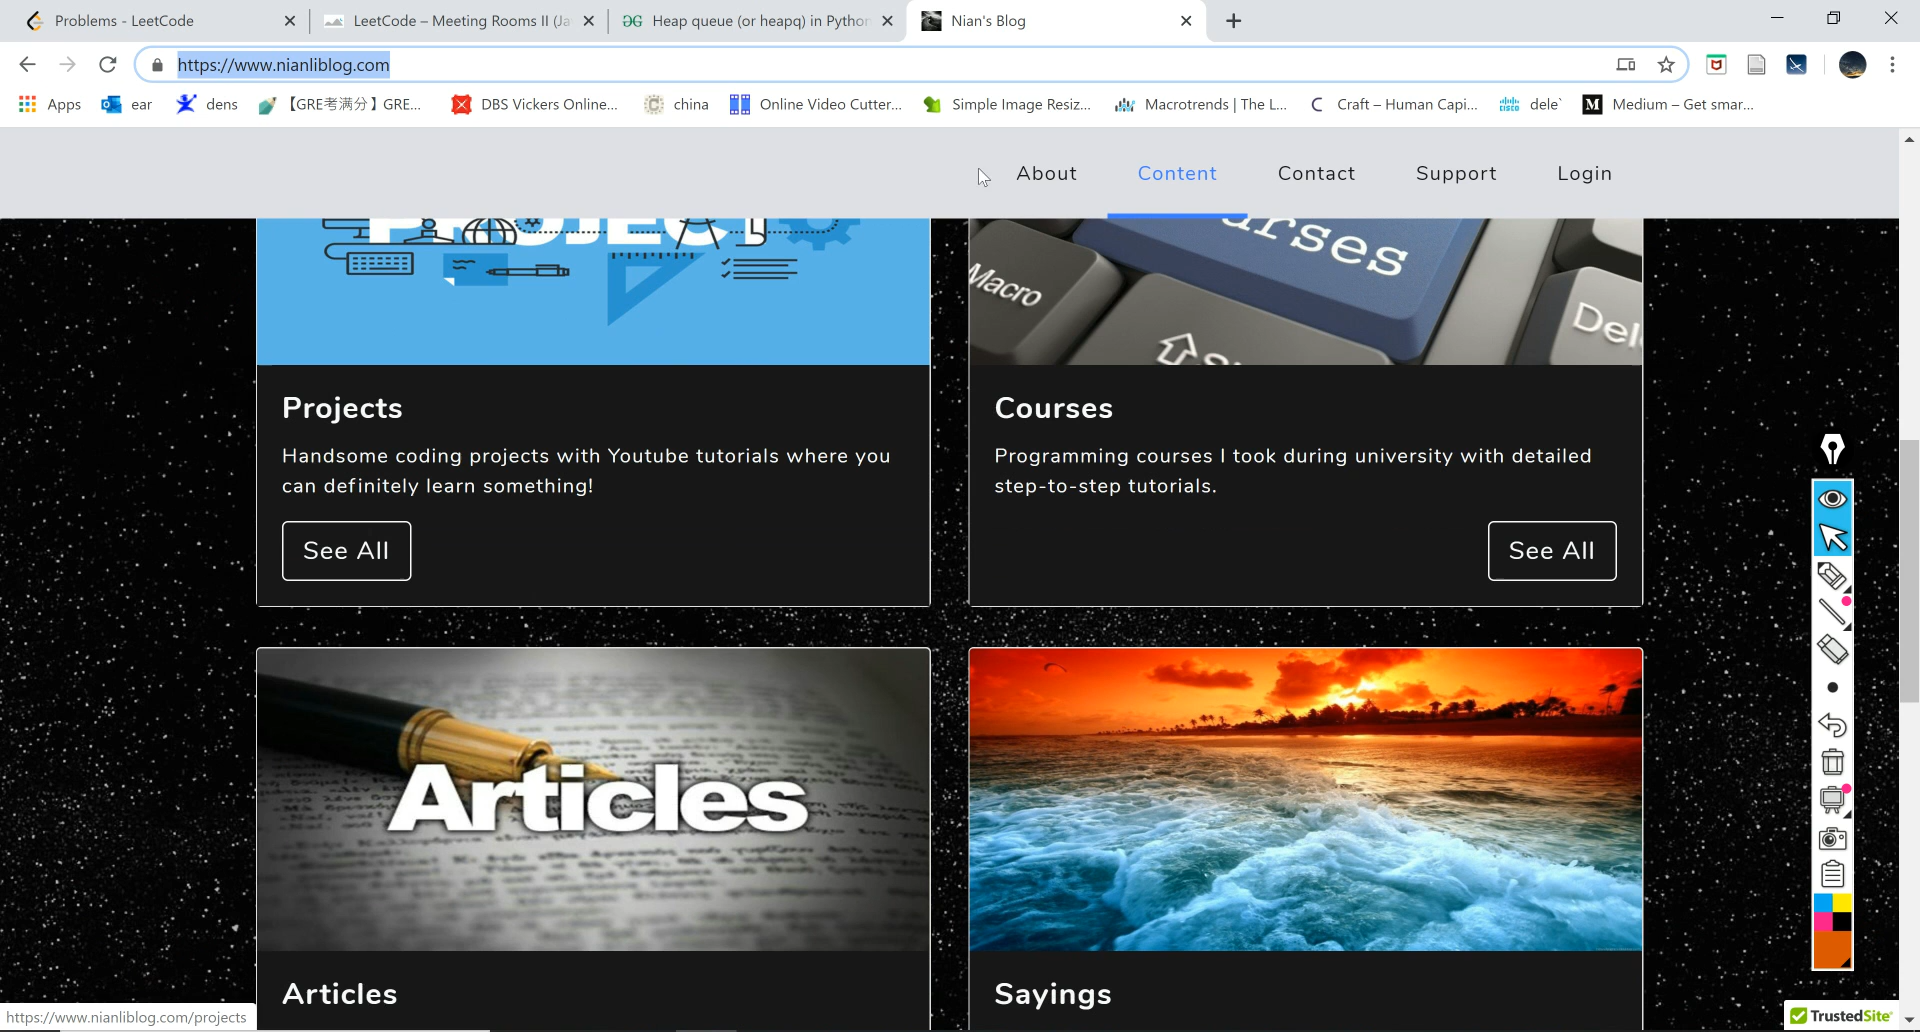 Problems - LeetCode
LeetCode – Meeting Rooms II (Ja
Heap queue (or heapq) in Python
Nian's Blog
https://www.nianliblog.com
Apps
ear
dens
【GRE考满分】GRE...
DBS Vickers Online...
china
Online Video Cutter...
Simple Image Resiz...
Macrotrends | The L...
Craft – Human Capi...
dele`
Medium – Get smar...
About
Content
Contact
Support
Login
PROJECT
urses
Macro
Del
Projects
Handsome coding projects with Youtube tutorials where you
can definitely learn something!
See All
Courses
Programming courses I took during university with detailed
step-to-step tutorials.
See All
Articles
Articles
Sayings
https://www.nianliblog.com/projects
TrustedSite